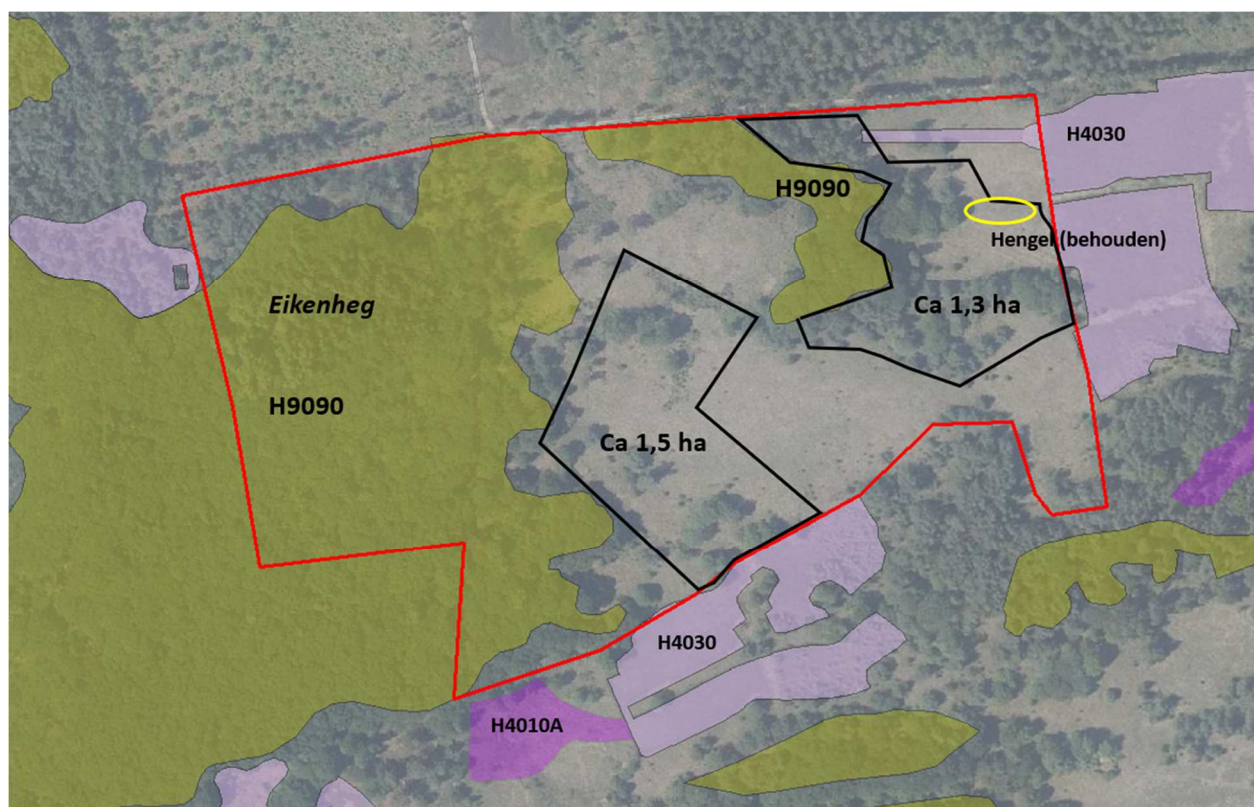 H4030
H9090
Hengel (behouden)
Eikenheg
Ca 1,3 ha
H9090
Ca 1,5 ha
H4030
H4010A